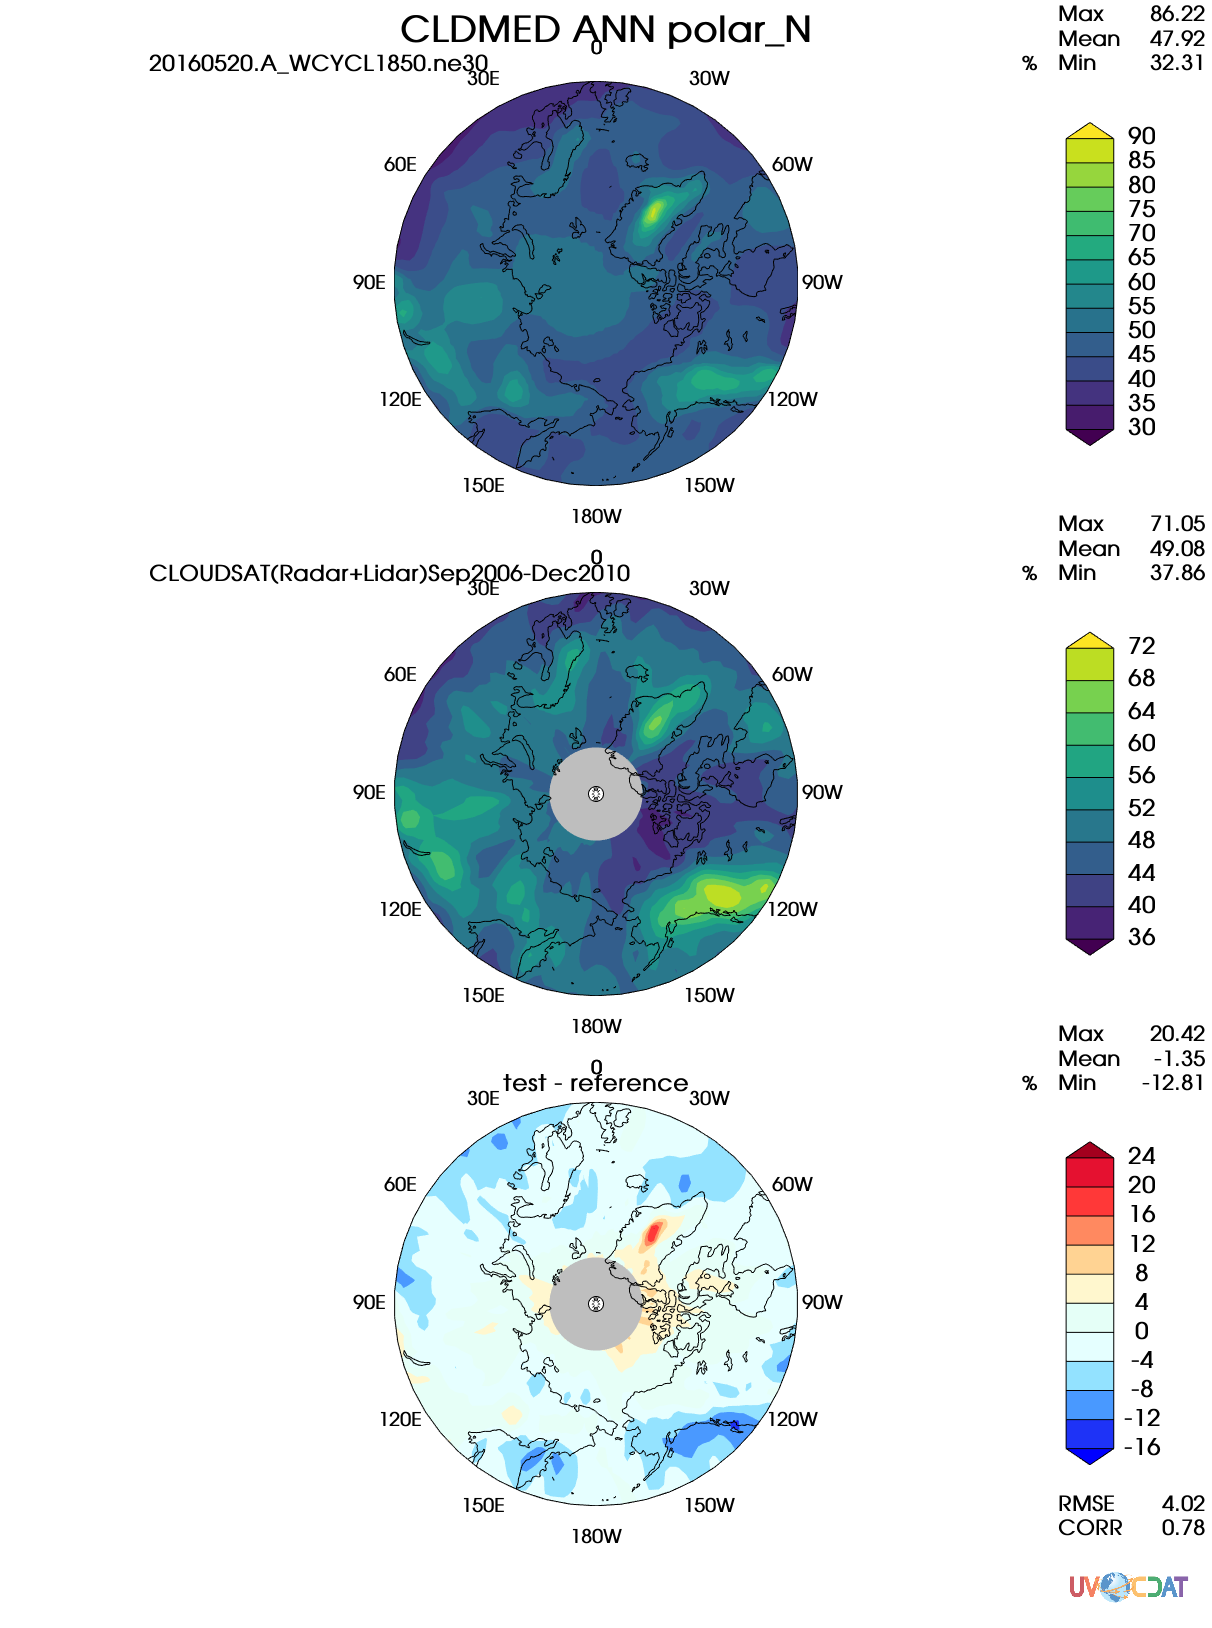 CLDMED ANN polar_N
20160520.A_WCYCL1850.ne30
Max 86.22
Mean 47.92
% Min 32.31
0
30E 30W
60E 60W
90E 90W
120E 120W
150E 150W
180W
90
85
80
75
70
65
60
55
50
45
40
35
30
CLOUDSAT(Radar+Lidar)Sep2006-Dec2010
Max 71.05
Mean 49.08
% Min 37.86
0
30E 30W
60E 60W
90E 90W
120E 120W
150E 150W
180W
72
68
64
60
56
52
48
44
40
36
test - reference
Max 20.42
Mean -1.35
% Min -12.81
0
30E 30W
60E 60W
90E 90W
120E 120W
150E 150W
180W
24
20
16
12
8
4
0
-4
-8
-12
-16
RMSE 4.02
CORR 0.78
UV CDAT